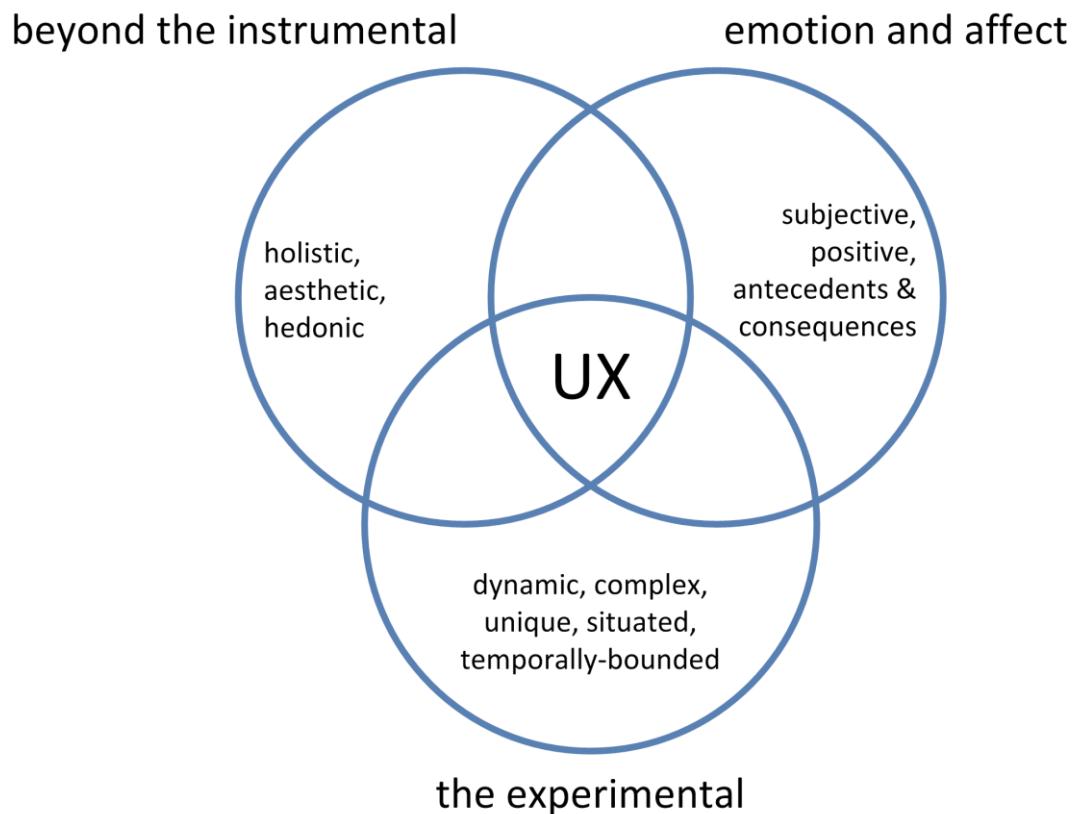 beyond the instrumental
emotion and affect
holistic,
aesthetic,
hedonic
subjective,
positive,
antecedents &
consequences
UX
dynamic, complex,
unique, situated,
temporally-bounded
the experimental